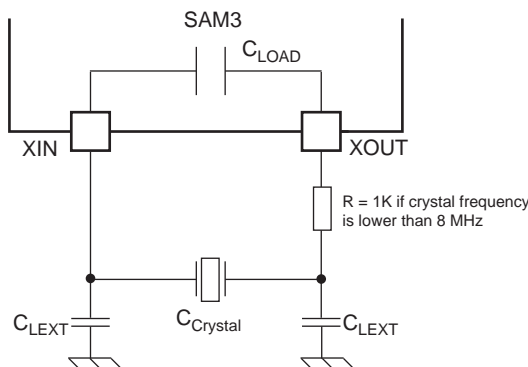 SAM3
CLOAD
XIN
XOUT
R = 1K if crystal frequency
is lower than 8 MHz
CLEXT
CCrystal
CLEXT